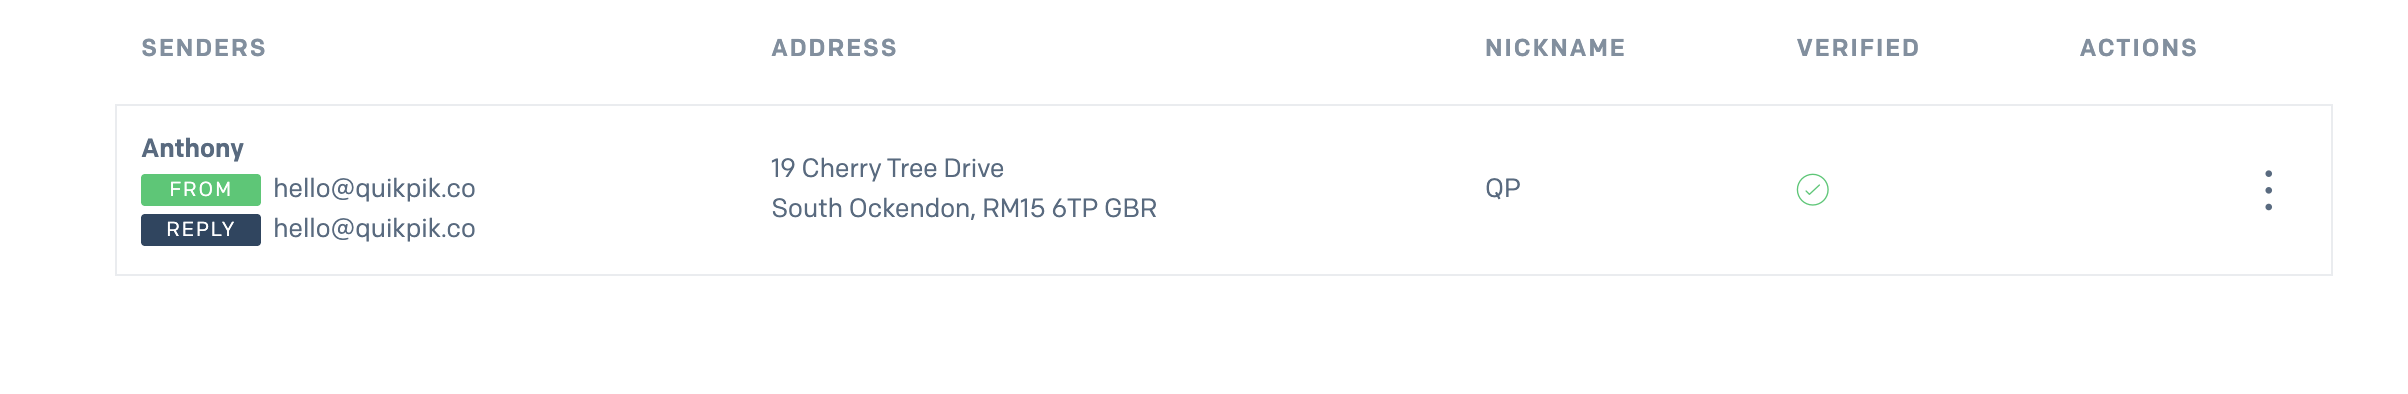 SENDERS ADDRESS NICKNAME VERIFIED ACTIONS
Anthony
FROM hello@quikpik.co
REPLY hello@quikpik.co
19 Cherry Tree Drive
South Ockendon, RM15 6TP GBR
QP